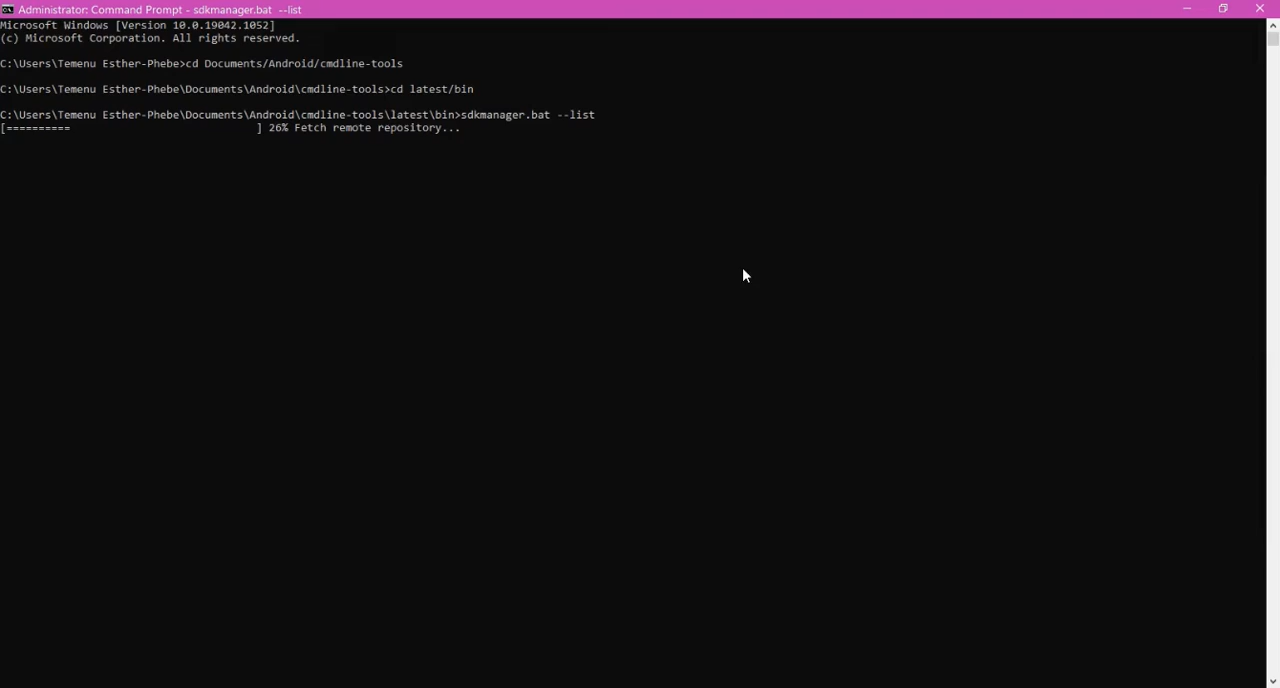 Administrator: Command Prompt - sdkmanager.bat --list
Microsoft Windows [Version 10.0.19042.1052]
(c) Microsoft Corporation. All rights reserved.
C:\Users\Temenu Esther-Phebe>cd Documents/Android/cmdline-tools
C:\Users\Temenu Esther-Phebe\Documents\Android\cmdline-tools>cd latest/bin
C:\Users\Temenu Esther-Phebe\Documents\Android\cmdline-tools\latest\bin>sdkmanager.bat --list
[==========                              ] 26% Fetch remote repository...